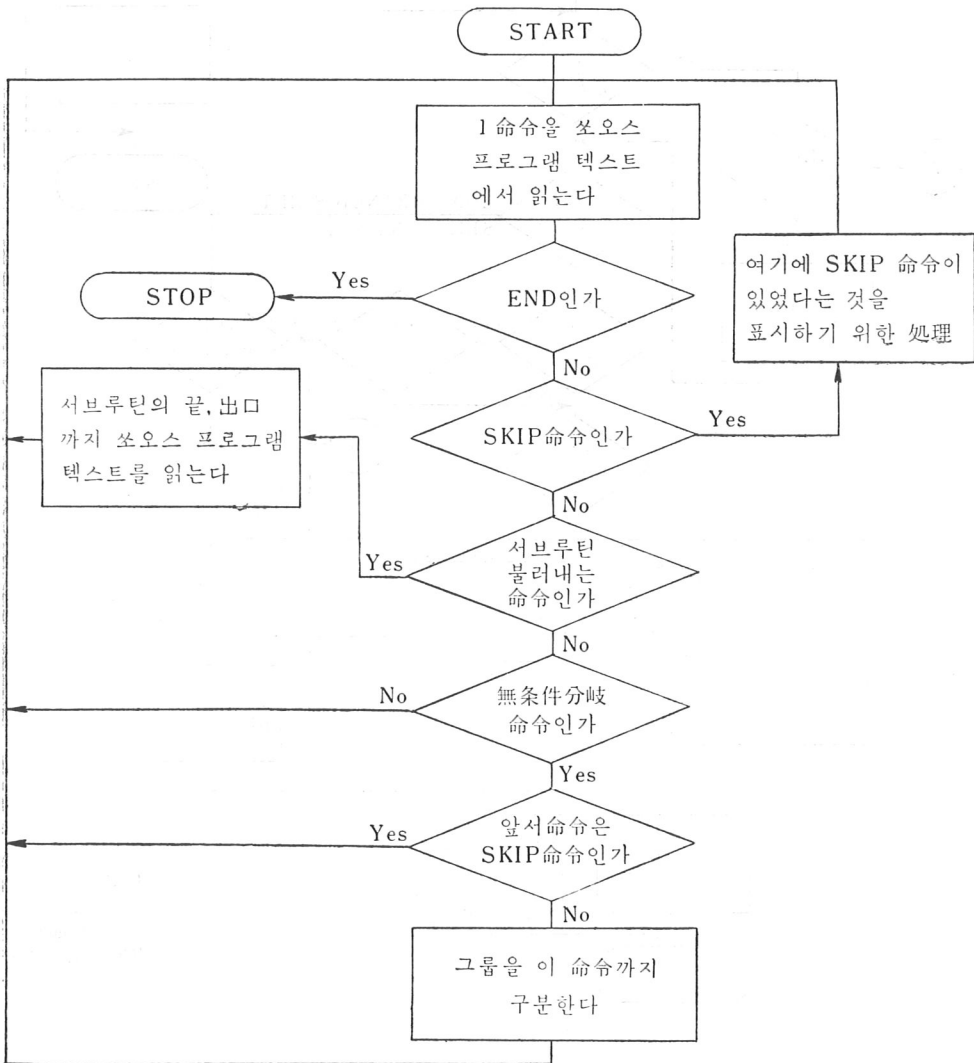 START
1命令을 쏘오스
프로그램 텍스트
에서 읽는다
END인가
Yes
STOP
No
여기에 SKIP 命令이
있었다는 것을
표시하기 위한 処理
SKIP命令인가
Yes
No
서브루틴의 끝,出口
까지 쏘오스 프로그램
텍스트를 읽는다
서브루틴
불러내는
命令인가
Yes
No
無条件分岐
命令인가
No
Yes
앞서命令은
SKIP命令인가
Yes
No
그룹을 이 命令까지
구분한다